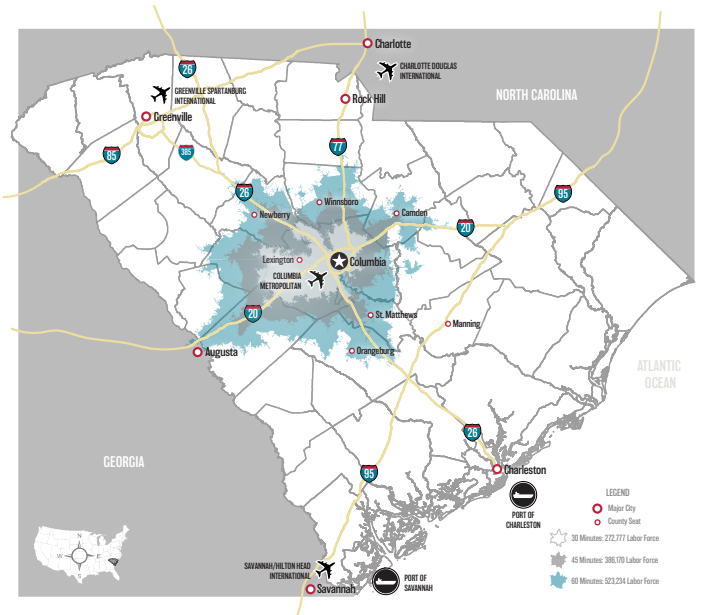 26
Charlotte
CHARLOTTE DOUGLAS
INTERNATIONAL
GREENVILLE SPARTANBURG
INTERNATIONAL
Rock Hill
NORTH CAROLINA
Greenville
77
85
385
26
95
Winnsboro
Newberry
Camden
20
Lexington
Columbia
COLUMBIA
METROPOLITAN
20
St. Matthews
Manning
Augusta
Orangeburg
ATLANTIC
OCEAN
26
GEORGIA
95
Charleston
PORT OF
CHARLESTON
LEGEND
Major City
County Seat
30 Minutes: 272,777 Labor Force
45 Minutes: 386,170 Labor Force
60 Minutes: 523,234 Labor Force
N
W
E
S
SAVANNAH/HILTON HEAD
INTERNATIONAL
Savannah
PORT OF
SAVANNAH